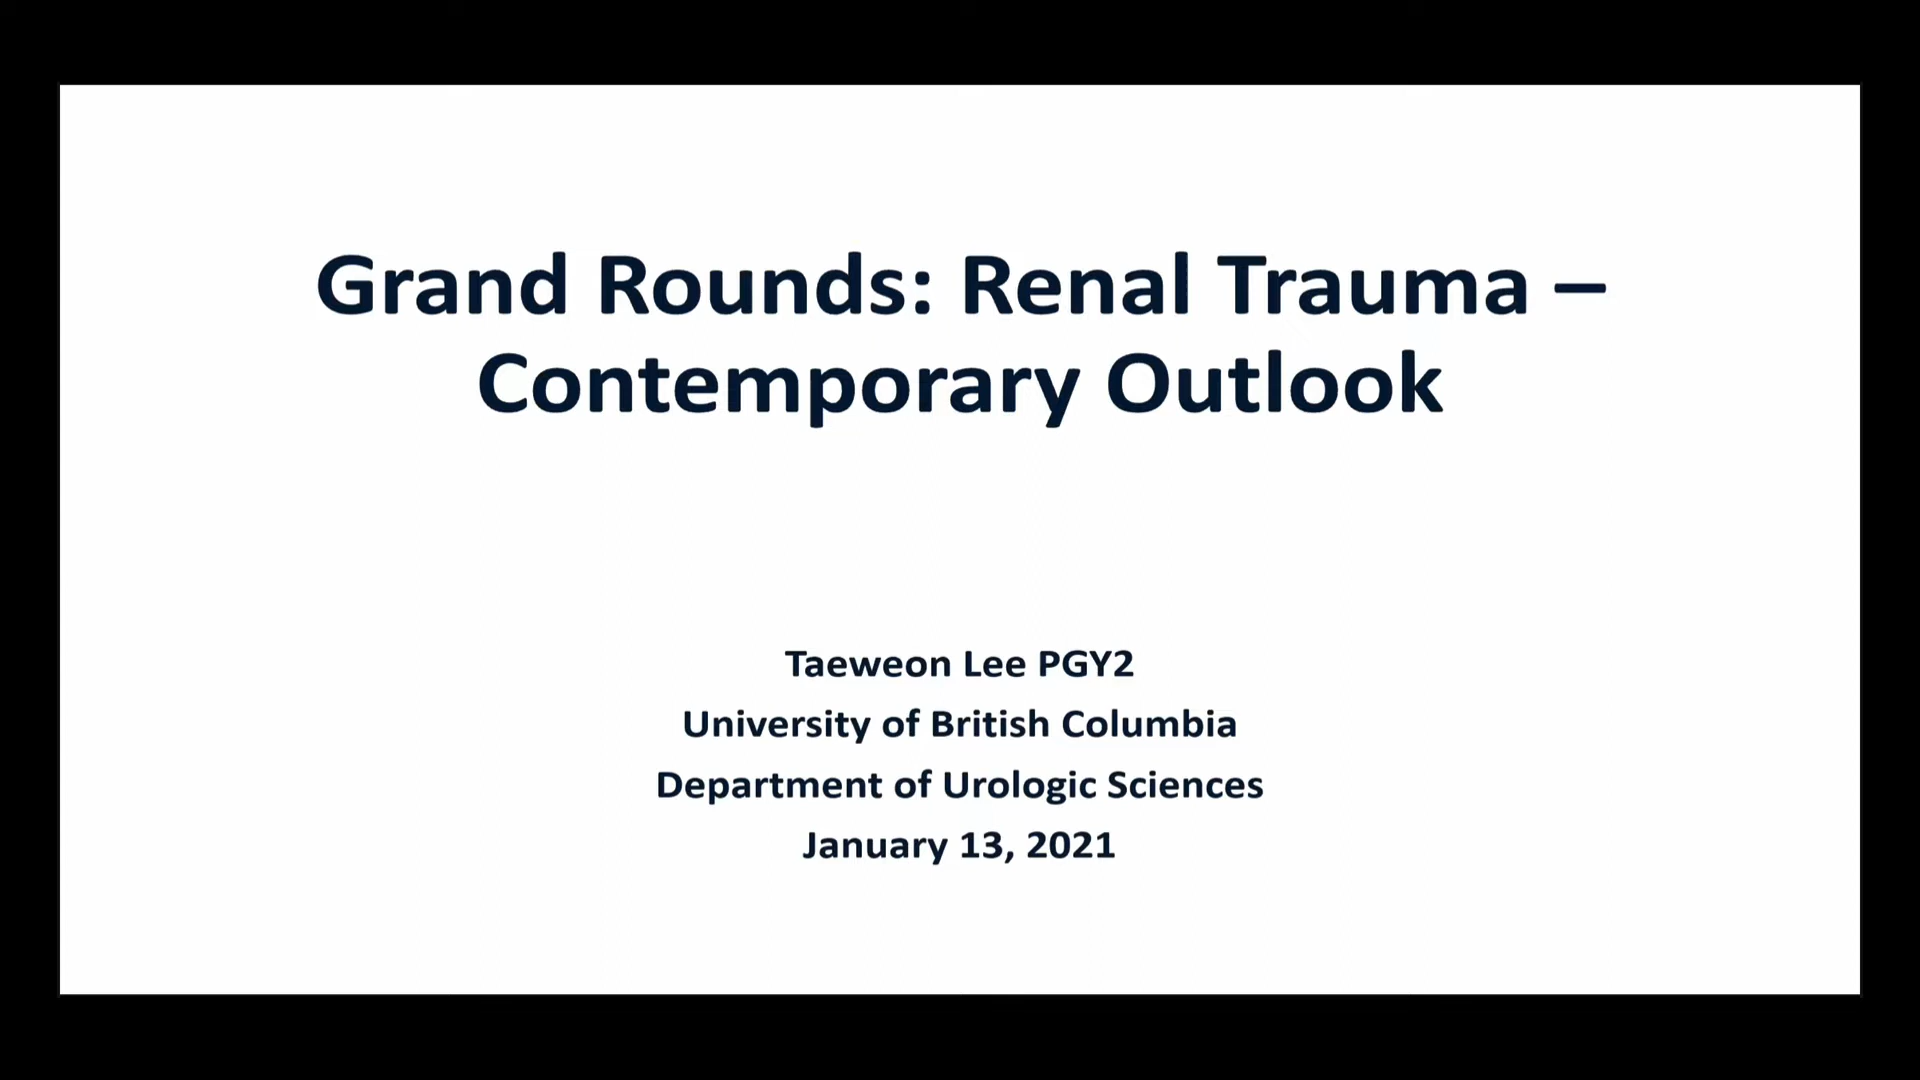 Grand Rounds: Renal Trauma –
Contemporary Outlook
Taeweon Lee PGY2
University of British Columbia
Department of Urologic Sciences
January 13, 2021